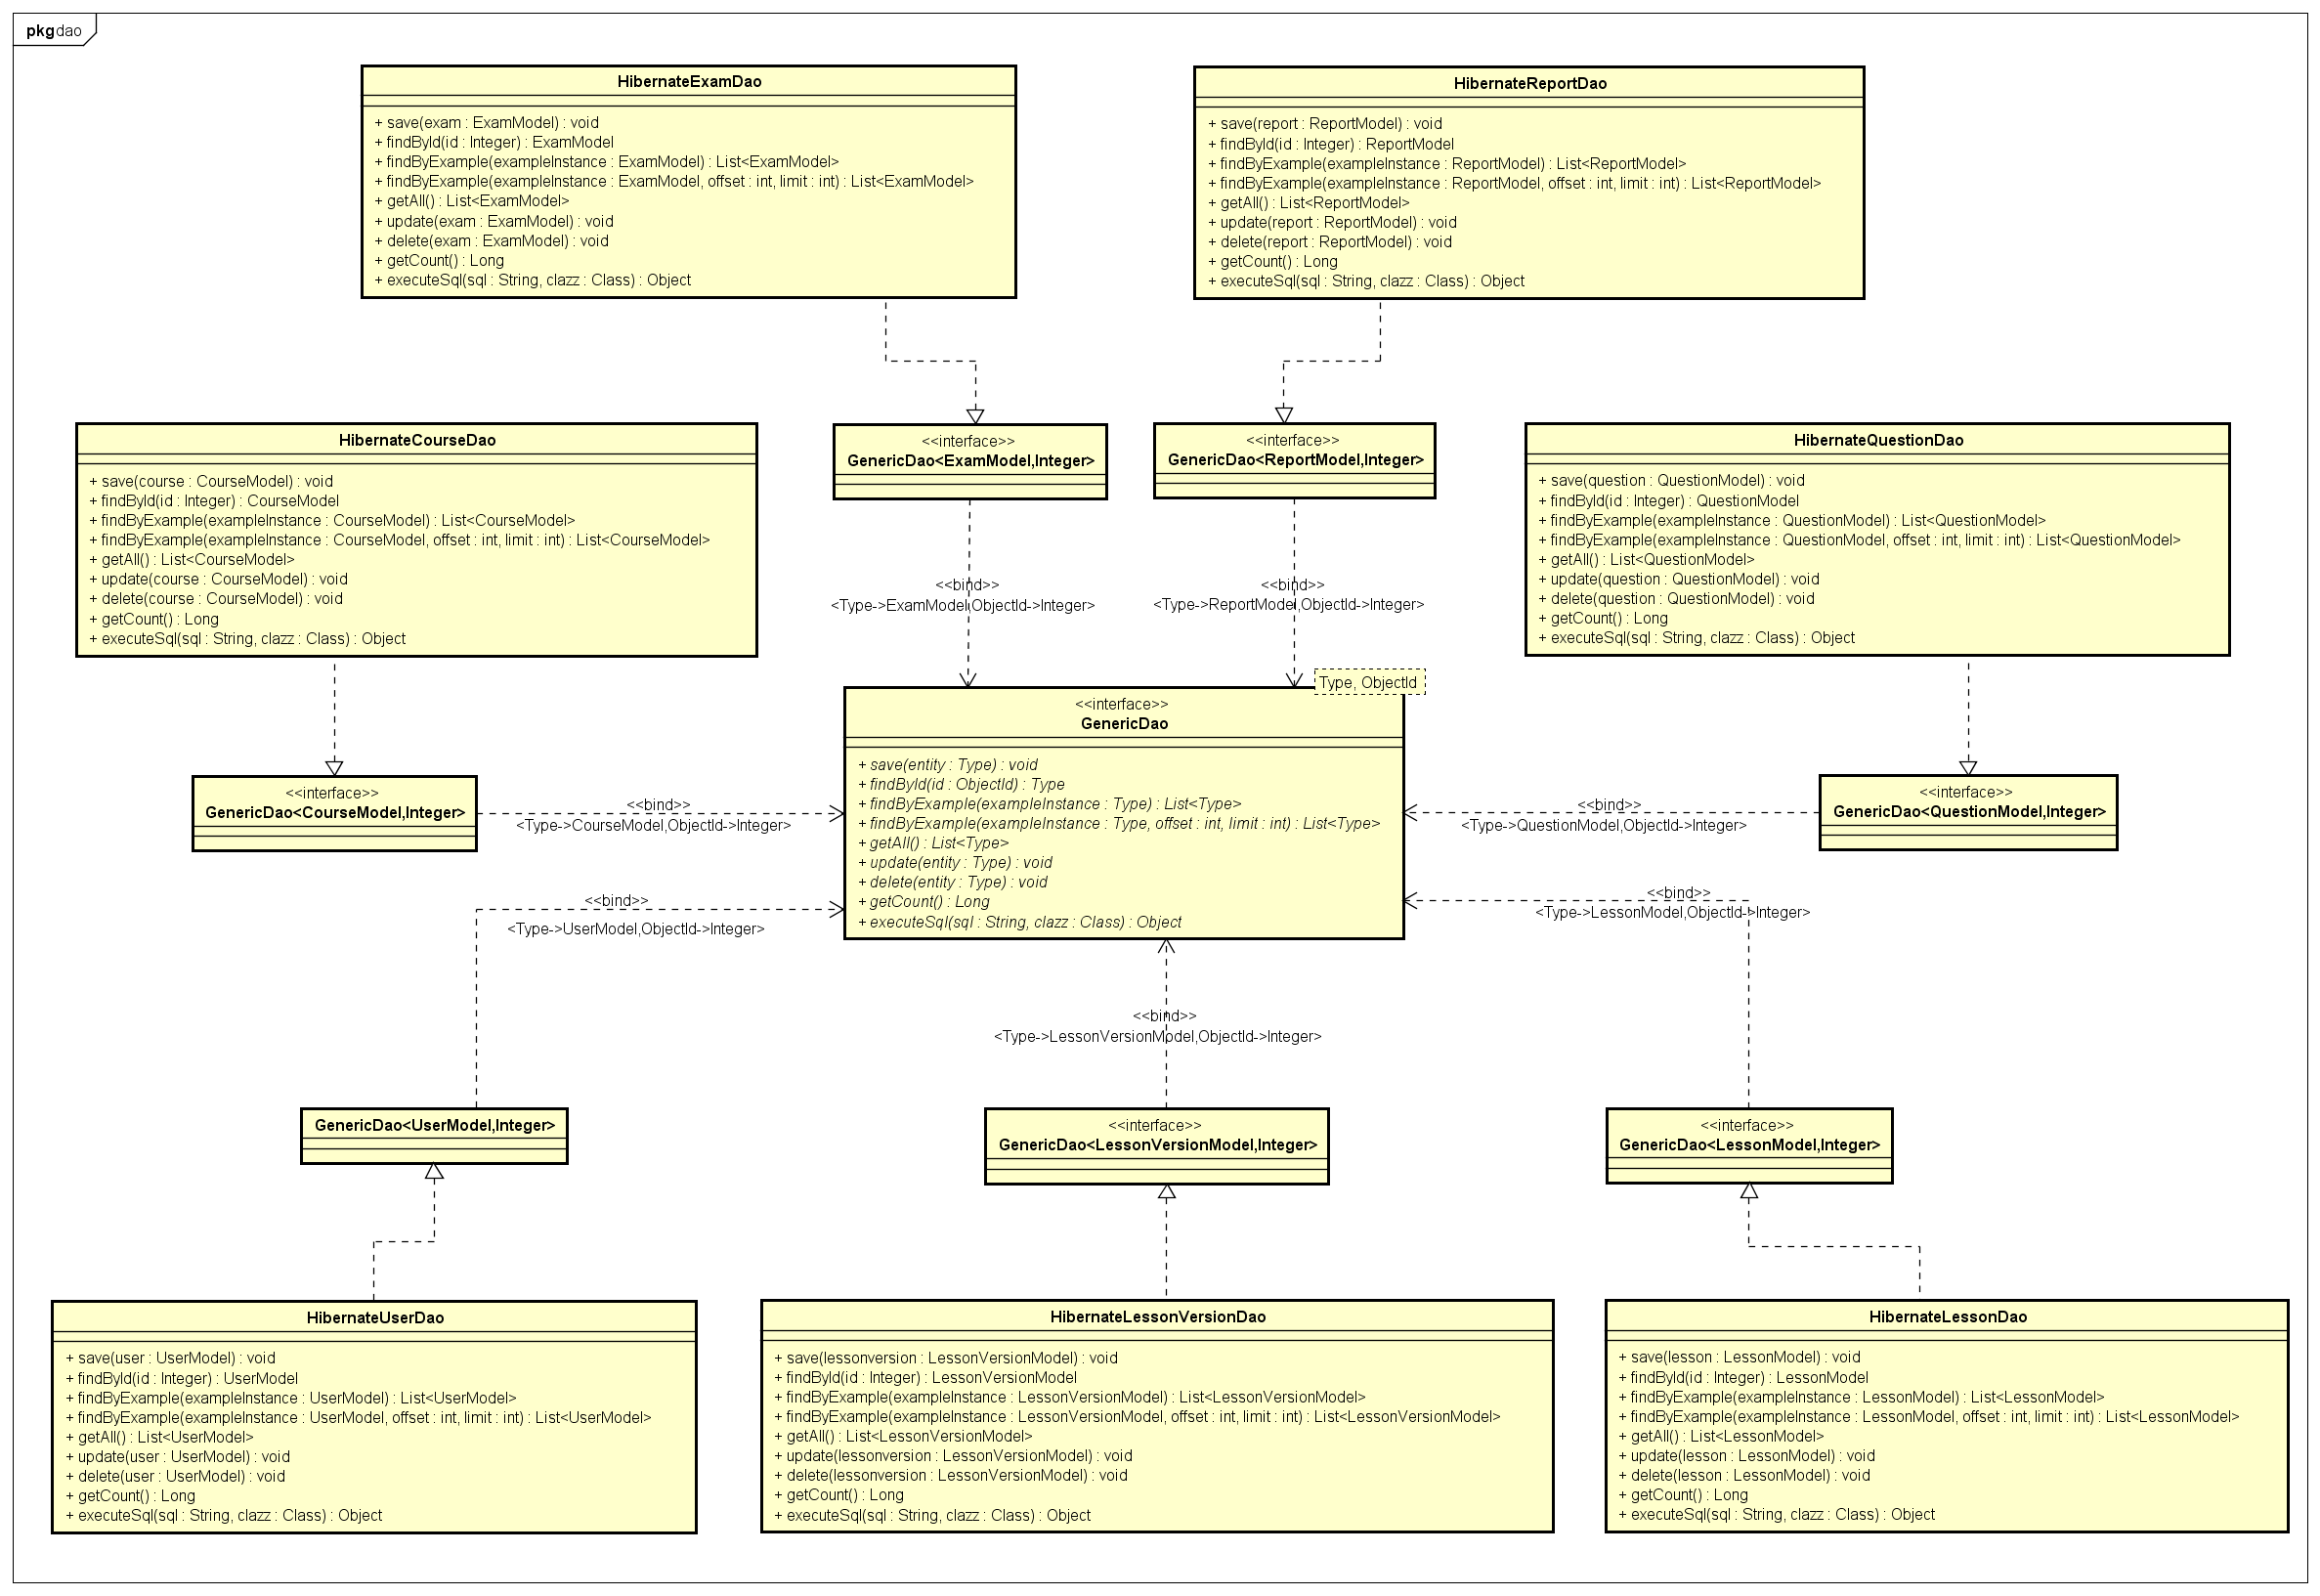 pkg dao
HibernateExamDao
+ save(exam : ExamModel) : void
+ findById(id : Integer) : ExamModel
+ findByExample(exampleInstance : ExamModel) : List<ExamModel>
+ findByExample(exampleInstance : ExamModel, offset : int, limit : int) : List<ExamModel>
+ getAll() : List<ExamModel>
+ update(exam : ExamModel) : void
+ delete(exam : ExamModel) : void
+ getCount() : Long
+ executeSql(sql : String, clazz : Class) : Object
HibernateReportDao
+ save(report : ReportModel) : void
+ findById(id : Integer) : ReportModel
+ findByExample(exampleInstance : ReportModel) : List<ReportModel>
+ findByExample(exampleInstance : ReportModel, offset : int, limit : int) : List<ReportModel>
+ getAll() : List<ReportModel>
+ update(report : ReportModel) : void
+ delete(report : ReportModel) : void
+ getCount() : Long
+ executeSql(sql : String, clazz : Class) : Object
HibernateCourseDao
+ save(course : CourseModel) : void
+ findById(id : Integer) : CourseModel
+ findByExample(exampleInstance : CourseModel) : List<CourseModel>
+ findByExample(exampleInstance : CourseModel, offset : int, limit : int) : List<CourseModel>
+ getAll() : List<CourseModel>
+ update(course : CourseModel) : void
+ delete(course : CourseModel) : void
+ getCount() : Long
+ executeSql(sql : String, clazz : Class) : Object
<<interface>>
GenericDao<ExamModel,Integer>
<<interface>>
GenericDao<ReportModel,Integer>
HibernateQuestionDao
+ save(question : QuestionModel) : void
+ findById(id : Integer) : QuestionModel
+ findByExample(exampleInstance : QuestionModel) : List<QuestionModel>
+ findByExample(exampleInstance : QuestionModel, offset : int, limit : int) : List<QuestionModel>
+ getAll() : List<QuestionModel>
+ update(question : QuestionModel) : void
+ delete(question : QuestionModel) : void
+ getCount() : Long
+ executeSql(sql : String, clazz : Class) : Object
<<bind>>
<Type->ExamModel,ObjectId->Integer>
<<bind>>
<Type->ReportModel,ObjectId->Integer>
Type, ObjectId
<<interface>>
GenericDao
+ save(entity : Type) : void
+ findById(id : ObjectId) : Type
+ findByExample(exampleInstance : Type) : List<Type>
+ findByExample(exampleInstance : Type, offset : int, limit : int) : List<Type>
+ getAll() : List<Type>
+ update(entity : Type) : void
+ delete(entity : Type) : void
+ getCount() : Long
+ executeSql(sql : String, clazz : Class) : Object
<<interface>>
GenericDao<CourseModel,Integer>
<<bind>>
<Type->CourseModel,ObjectId->Integer>
<<bind>>
<Type->QuestionModel,ObjectId->Integer>
<<interface>>
GenericDao<QuestionModel,Integer>
<<bind>>
<Type->UserModel,ObjectId->Integer>
<<bind>>
<Type->LessonModel,ObjectId->Integer>
<<bind>>
<Type->LessonVersionModel,ObjectId->Integer>
GenericDao<UserModel,Integer>
<<interface>>
GenericDao<LessonVersionModel,Integer>
<<interface>>
GenericDao<LessonModel,Integer>
HibernateUserDao
+ save(user : UserModel) : void
+ findById(id : Integer) : UserModel
+ findByExample(exampleInstance : UserModel) : List<UserModel>
+ findByExample(exampleInstance : UserModel, offset : int, limit : int) : List<UserModel>
+ getAll() : List<UserModel>
+ update(user : UserModel) : void
+ delete(user : UserModel) : void
+ getCount() : Long
+ executeSql(sql : String, clazz : Class) : Object
HibernateLessonVersionDao
+ save(lessonversion : LessonVersionModel) : void
+ findById(id : Integer) : LessonVersionModel
+ findByExample(exampleInstance : LessonVersionModel) : List<LessonVersionModel>
+ findByExample(exampleInstance : LessonVersionModel, offset : int, limit : int) : List<LessonVersionModel>
+ getAll() : List<LessonVersionModel>
+ update(lessonversion : LessonVersionModel) : void
+ delete(lessonversion : LessonVersionModel) : void
+ getCount() : Long
+ executeSql(sql : String, clazz : Class) : Object
HibernateLessonDao
+ save(lesson : LessonModel) : void
+ findById(id : Integer) : LessonModel
+ findByExample(exampleInstance : LessonModel) : List<LessonModel>
+ findByExample(exampleInstance : LessonModel, offset : int, limit : int) : List<LessonModel>
+ getAll() : List<LessonModel>
+ update(lesson : LessonModel) : void
+ delete(lesson : LessonModel) : void
+ getCount() : Long
+ executeSql(sql : String, clazz : Class) : Object